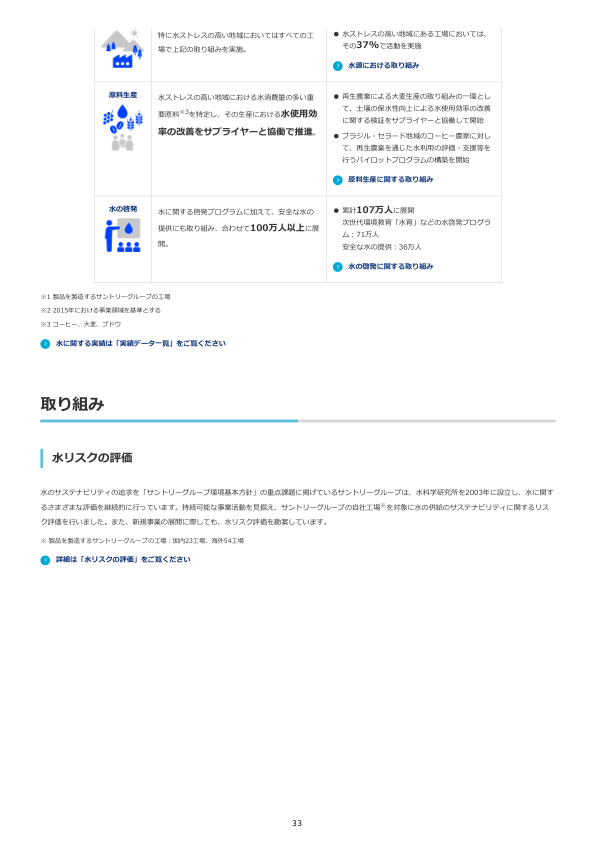 特に水ストレスの高い地域においてはすべての工
場で上記の取り組みを実施。
● 水ストレスの高い地域にある工場においては、
その37%で活動を実施
水源における取り組み
原料生産
水ストレスの高い地域における水消費量の多い重
要原料※3を特定し、その生産における水使用効
率の改善をサプライヤーと協働で推進。
● 再生農業による大麦生産の取り組みの一環とし
て、土壌の保水性向上による水使用効率の改善
に関する検証をサプライヤーと協働して開始
● ブラジル・セラード地域のコーヒー農家に対し
て、再生農業を通じた水利用の評価・支援等を
行うパイロットプログラムの構築を開始
原料生産に関する取り組み
水の啓発
水に関する啓発プログラムに加えて、安全な水の
提供にも取り組み、合わせて100万人以上に展
開。
● 累計107万人に展開
次世代環境教育「水育」などの水啓発プログラ
ム：71万人
安全な水の提供：36万人
水の啓発に関する取り組み
※1 製品を製造するサントリーグループの工場
※2 2015年における事業領域を基準とする
※3 コーヒー、大麦、ブドウ
水に関する実績は「実績データ一覧」をご覧ください
取り組み
水リスクの評価
水のサステナビリティの追求を「サントリーグループ環境基本方針」の重点課題に掲げているサントリーグループは、水科学研究所を2003年に設立し、水に関す
るさまざまな評価を継続的に行っています。持続可能な事業活動を見据え、サントリーグループの自社工場※を対象に水の供給のサステナビリティに関するリス
ク評価を行いました。また、新規事業の展開に際しても、水リスク評価を勘案しています。
※ 製品を製造するサントリーグループの工場：国内23工場、海外54工場
詳細は「水リスクの評価」をご覧ください
33